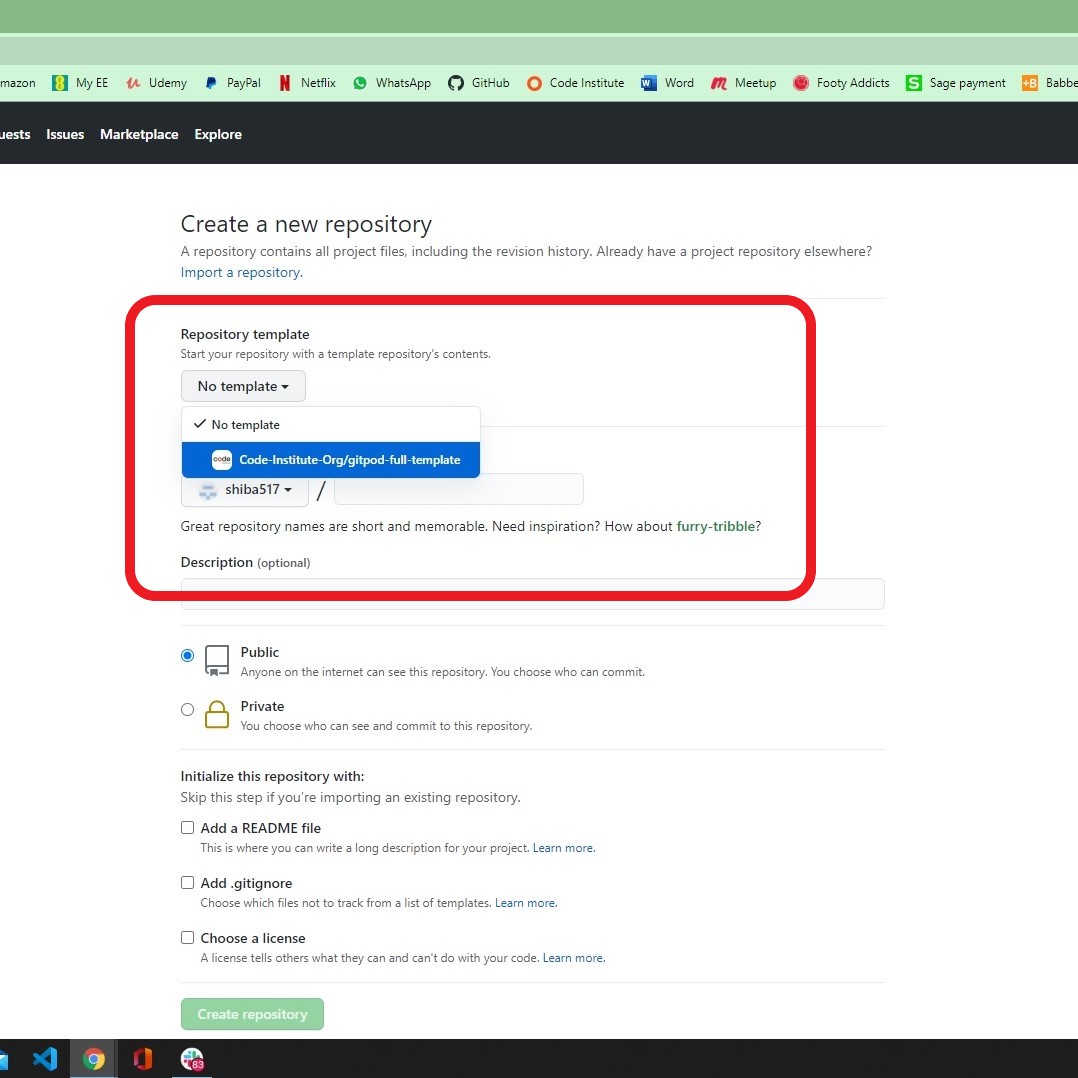 mazon My EE Udemy PayPal Netflix WhatsApp GitHub Code Institute Word Meetup Footy Addicts Sage payment Babbe
uests Issues Marketplace Explore
Create a new repository
A repository contains all project files, including the revision history. Already have a project repository elsewhere?
Import a repository.
Repository template
Start your repository with a template repository's contents.
No template
No template
code Code-Institute-Org/gitpod-full-template
shiba517 /
Great repository names are short and memorable. Need inspiration? How about furry-tribble?
Description (optional)
Public
Anyone on the internet can see this repository. You choose who can commit.
Private
You choose who can see and commit to this repository.
Initialize this repository with:
Skip this step if you’re importing an existing repository.
Add a README file
This is where you can write a long description for your project. Learn more.
Add .gitignore
Choose which files not to track from a list of templates. Learn more.
Choose a license
A license tells others what they can and can't do with your code. Learn more.
Create repository
83